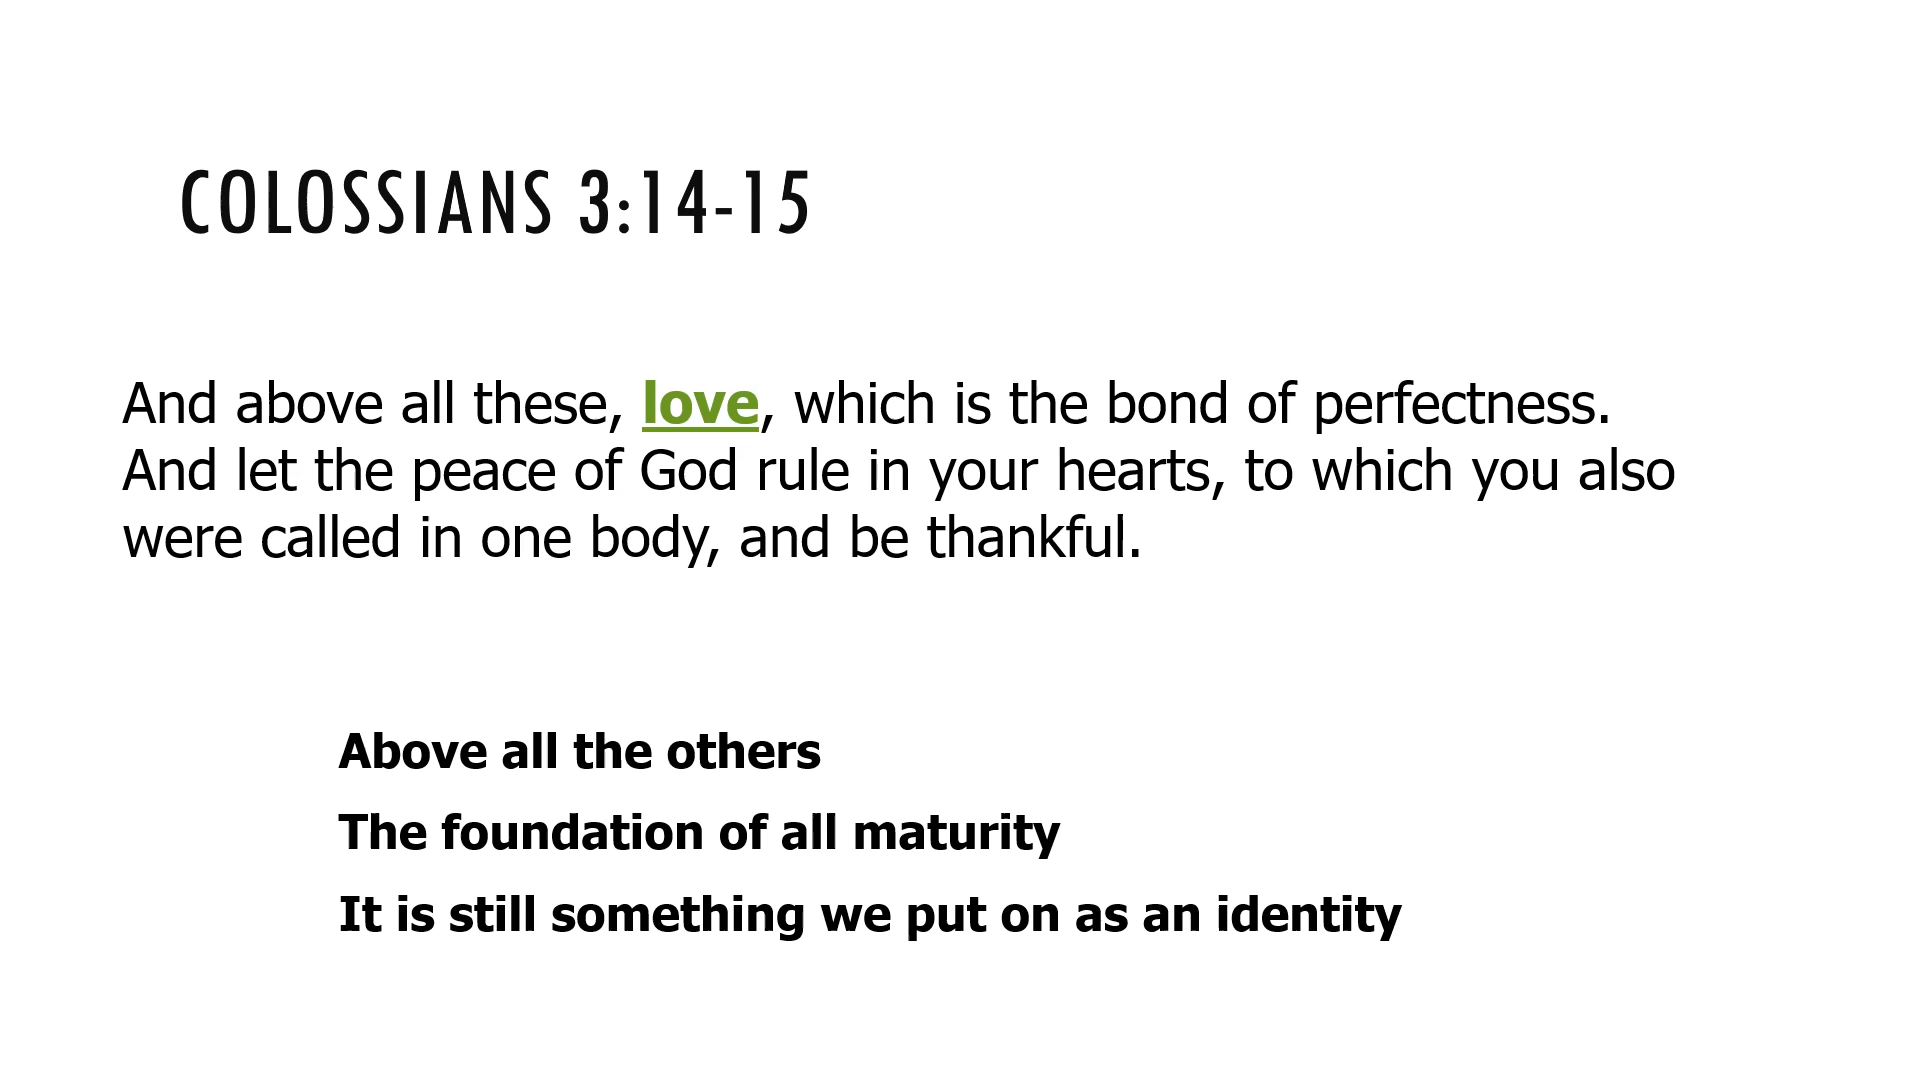 COLOSSIANS 3:14-15
And above all these, love, which is the bond of perfectness.
And let the peace of God rule in your hearts, to which you also
were called in one body, and be thankful.
Above all the others
The foundation of all maturity
It is still something we put on as an identity